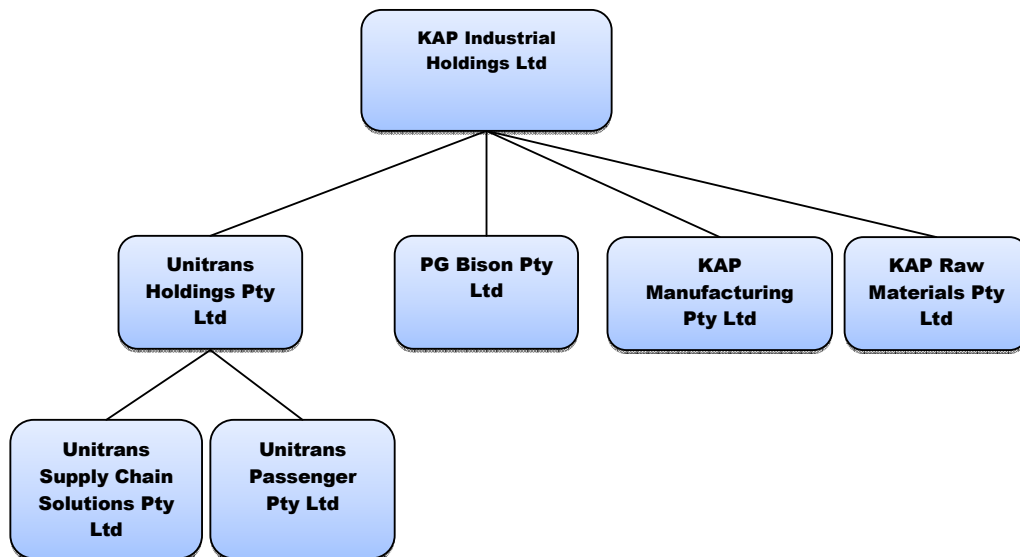 KAP Industrial
Holdings Ltd
Unitrans
Holdings Pty
Ltd
PG Bison Pty
Ltd
KAP
Manufacturing
Pty Ltd
KAP Raw
Materials Pty
Ltd
Unitrans
Supply Chain
Solutions Pty
Ltd
Unitrans
Passenger
Pty Ltd